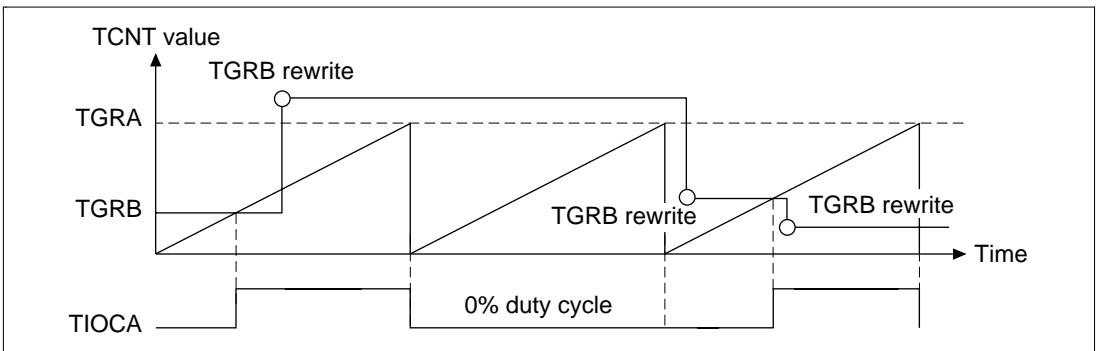 TCNT value
TGRB rewrite
TGRA
TGRB
TGRB rewrite
TGRB rewrite
Time
0% duty cycle
TIOCA